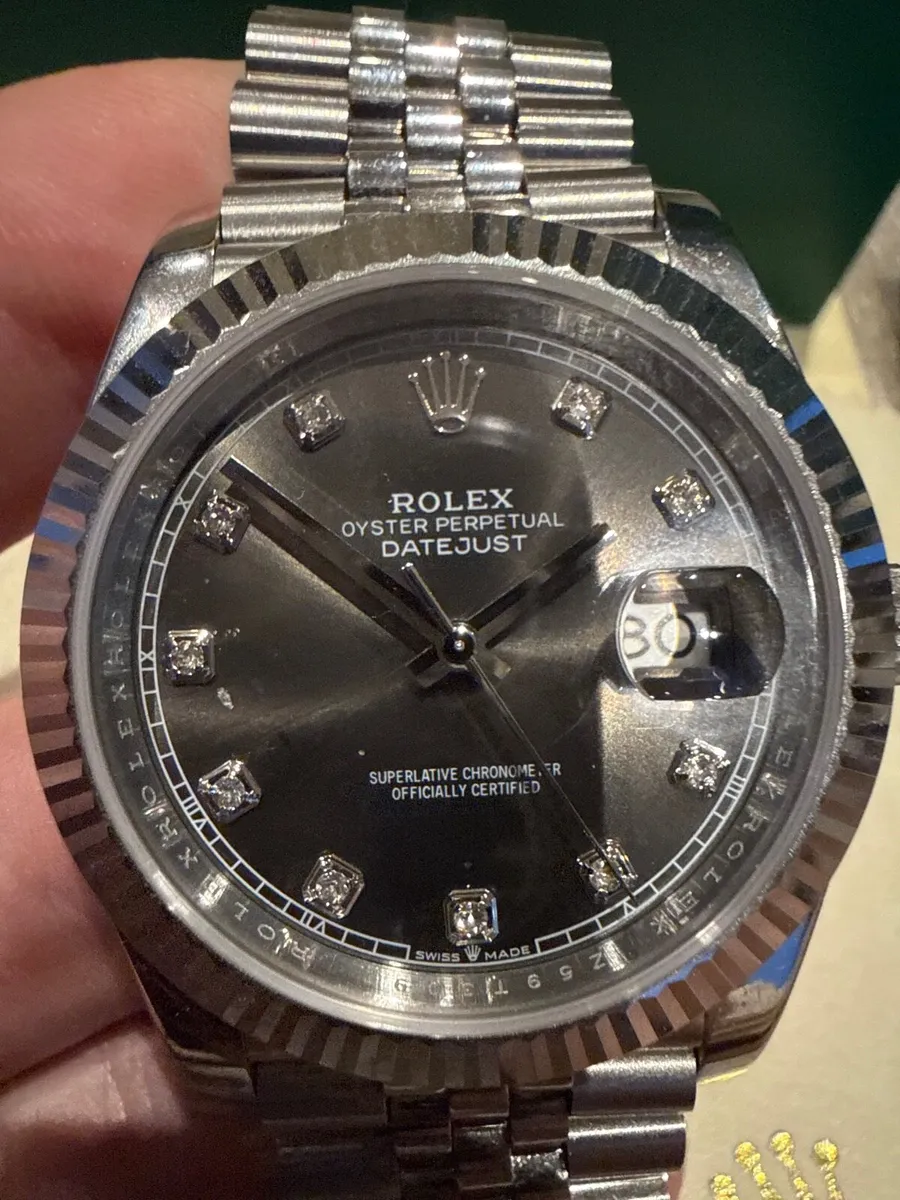 ROLEX
OYSTER PERPETUAL
DATEJUST
30
SUPERLATIVE CHRONOMETER
OFFICIALLY CERTIFIED
SWISS MADE